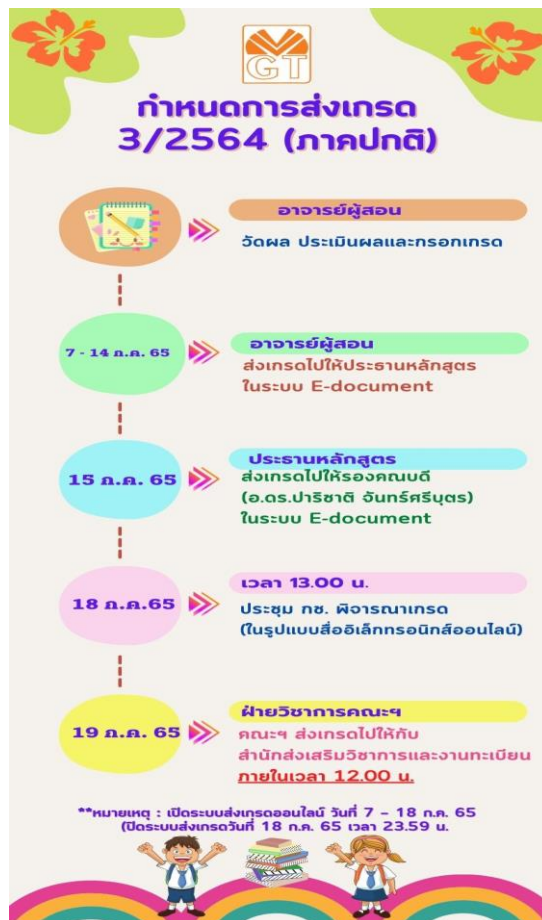 GT
กำหนดการส่งเกรด
3/2564 (ภาคปกติ)
อาจารย์ผู้สอน
วัดผล ประเมินผลและกรอกเกรด
7 - 14 ก.ค. 65
อาจารย์ผู้สอน
ส่งเกรดไปให้ประธานหลักสูตร
ในระบบ E-document
15 ก.ค. 65
ประธานหลักสูตร
ส่งเกรดไปให้รองคณบดี
(อ.ดร.ปาริชาติ จันทร์ศรีบุตร)
ในระบบ E-document
18 ก.ค.65
เวลา 13.00 น.
ประชุม กช. พิจารณาเกรด
(ในรูปแบบสื่ออิเล็กทรอนิกส์ออนไลน์)
19 ก.ค. 65
ฝ่ายวิชาการคณะฯ
คณะฯ ส่งเกรดไปให้กับ
สำนักส่งเสริมวิชาการและงานทะเบียน
ภายในเวลา 12.00 น.
**หมายเหตุ : เปิดระบบส่งเกรดออนไลน์ วันที่ 7 - 18 ก.ค. 65
(ปิดระบบส่งเกรดวันที่ 18 ก.ค. 65 เวลา 23.59 น.